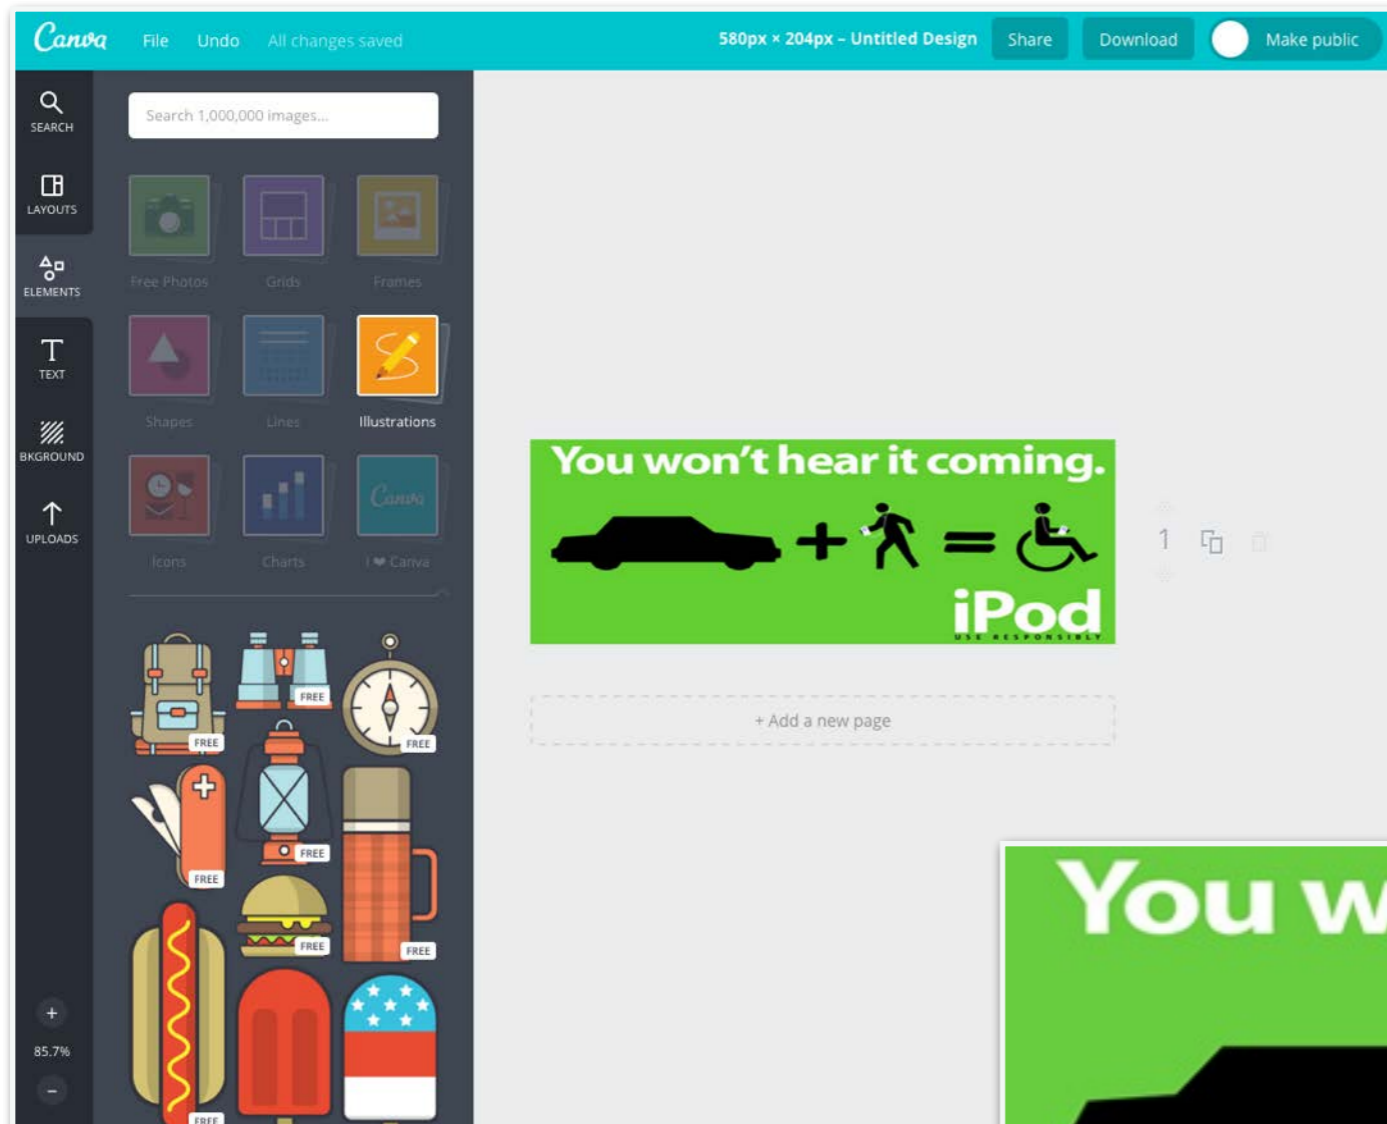 Canva File Undo All changes saved 580px × 204px – Untitled Design Share Download Make public
SEARCH
LAYOUTS
ELEMENTS
TEXT
BKGROUND
UPLOADS
+
85.7%
–
Search 1,000,000 images...
Free Photos Grids Frames
Shapes Lines Illustrations
Icons Charts I ❤ Canva
Canva
FREE
FREE
FREE
FREE
FREE
FREE
FREE
FREE
You won't hear it coming.
+ =
iPod
USE RESPONSIBLY
1
+ Add a new page
You w